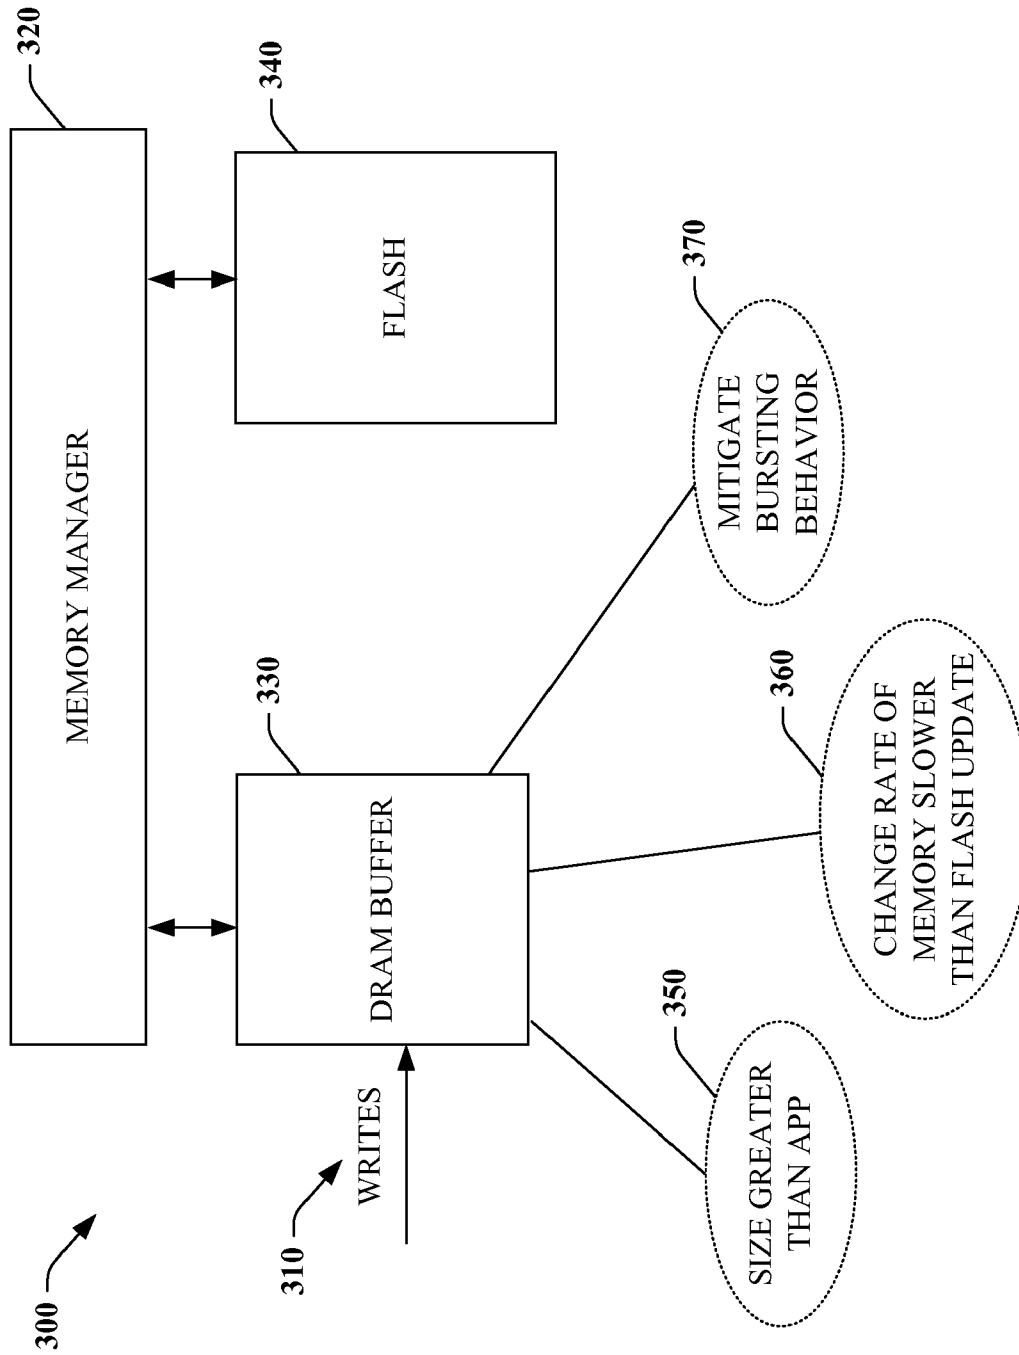 300
320
MEMORY MANAGER
310
WRITES
330
DRAM BUFFER
340
FLASH
350
SIZE GREATER
THAN APP
360
CHANGE RATE OF
MEMORY SLOWER
THAN FLASH UPDATE
370
MITIGATE
BURSTING
BEHAVIOR